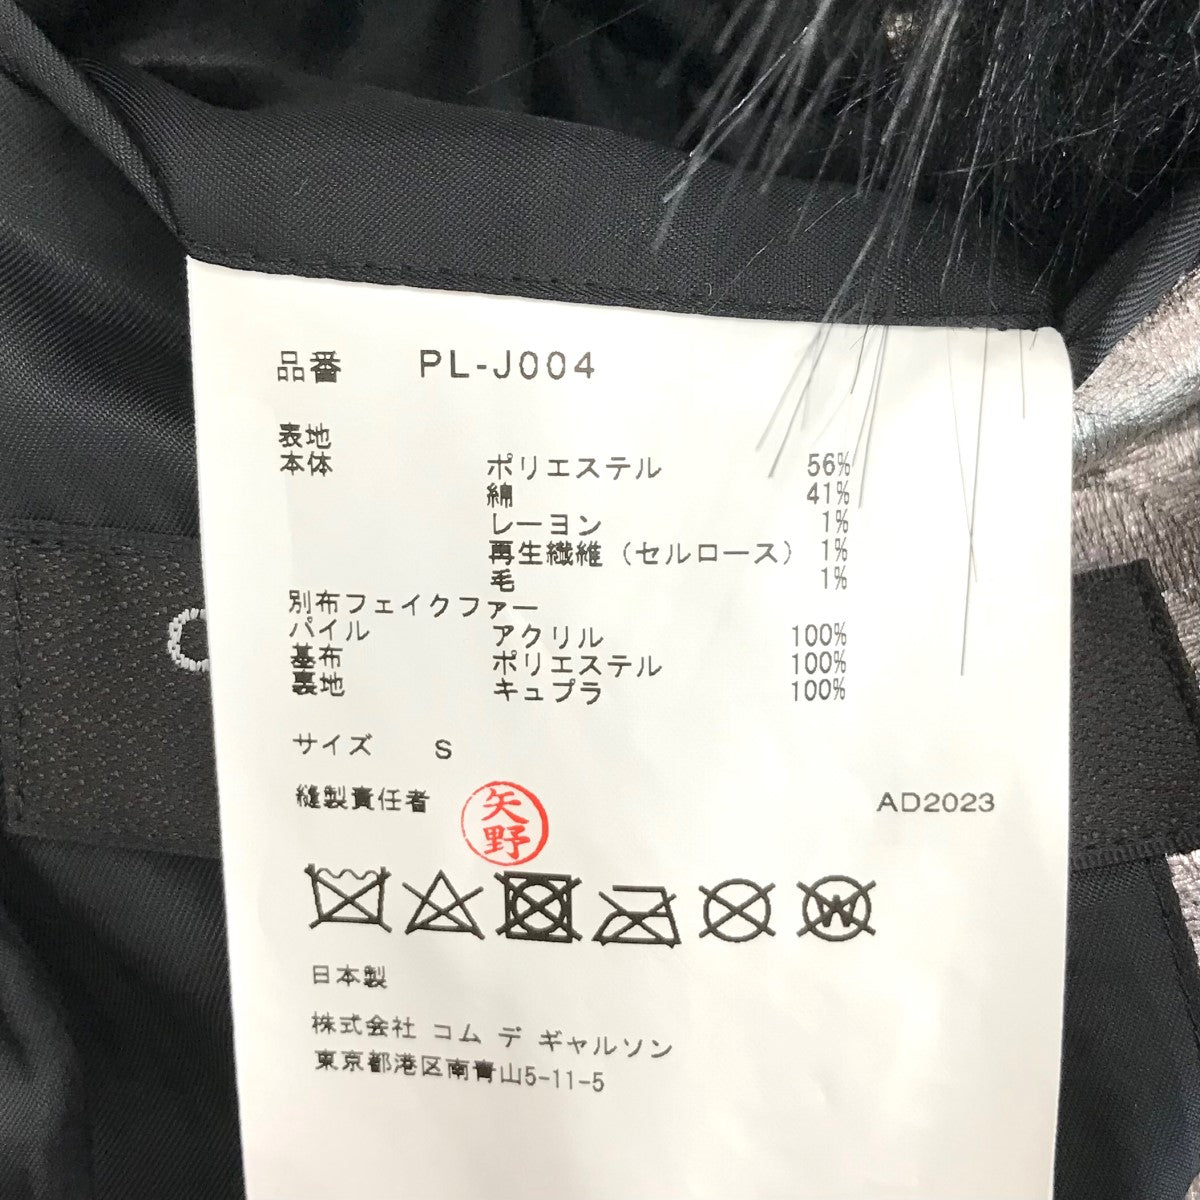 品番 PL-J004
表地
本体 ポリエステル 56%
綿 41%
レーヨン 1%
再生繊維（セルロース） 1%
毛 1%
別布フェイクファー
パイル アクリル 100%
基布 ポリエステル 100%
裏地 キュプラ 100%
サイズ S
縫製責任者 矢野 AD2023
日本製
株式会社 コム デ ギャルソン
東京都港区南青山5-11-5